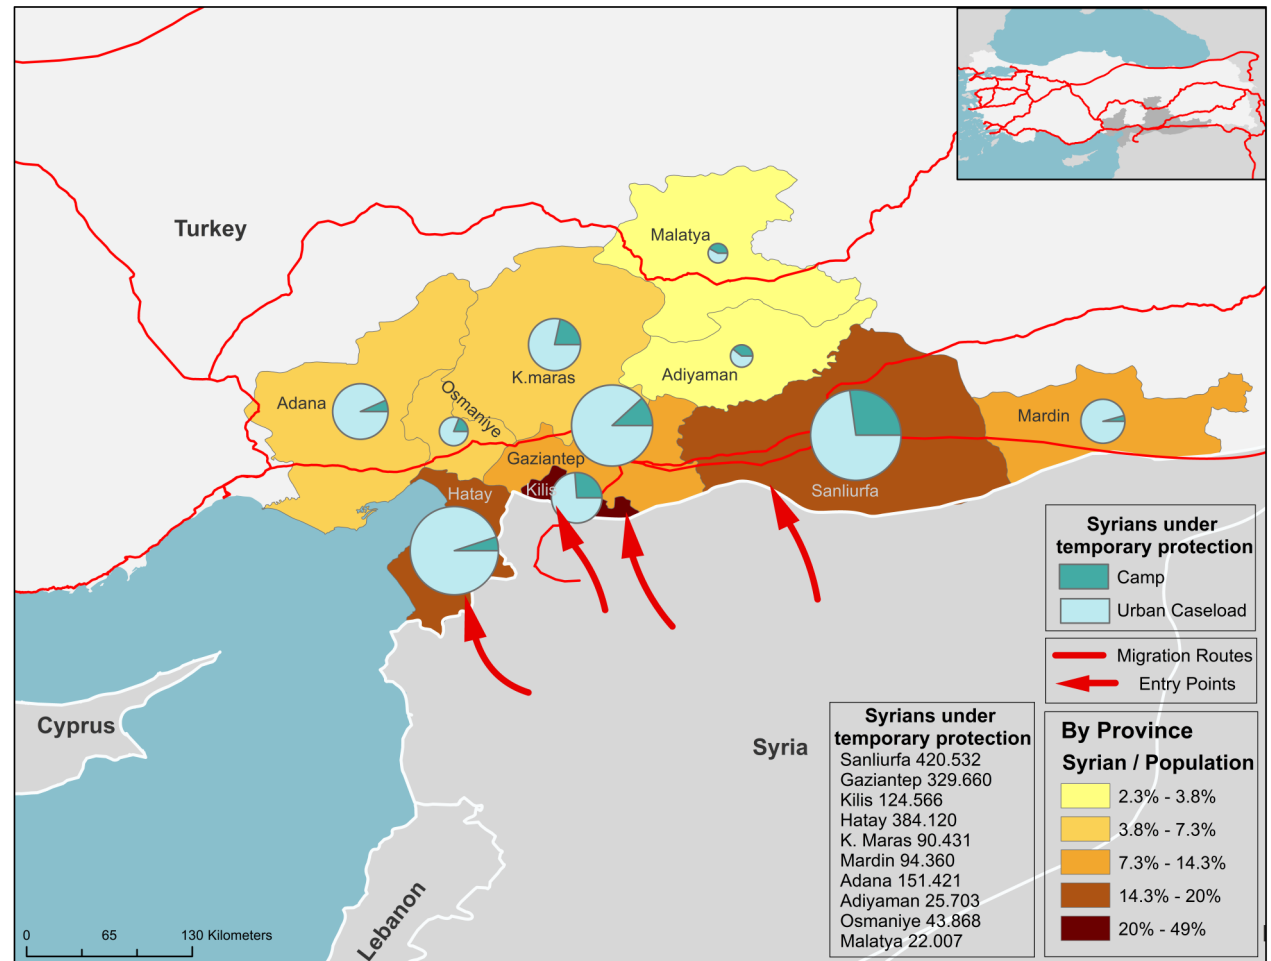 Turkey
Malatya
K.maras
Adiyaman
Adana
Osmaniye
Mardin
Gaziantep
Kilis
Hatay
Sanliurfa
Cyprus
Syria
Lebanon
0 65 130 Kilometers
Syrians under
temporary protection
Camp
Urban Caseload
Migration Routes
Entry Points
Syrians under
temporary protection
Sanliurfa 420.532
Gaziantep 329.660
Kilis 124.566
Hatay 384.120
K. Maras 90.431
Mardin 94.360
Adana 151.421
Adiyaman 25.703
Osmaniye 43.868
Malatya 22.007
By Province
Syrian / Population
2.3% - 3.8%
3.8% - 7.3%
7.3% - 14.3%
14.3% - 20%
20% - 49%